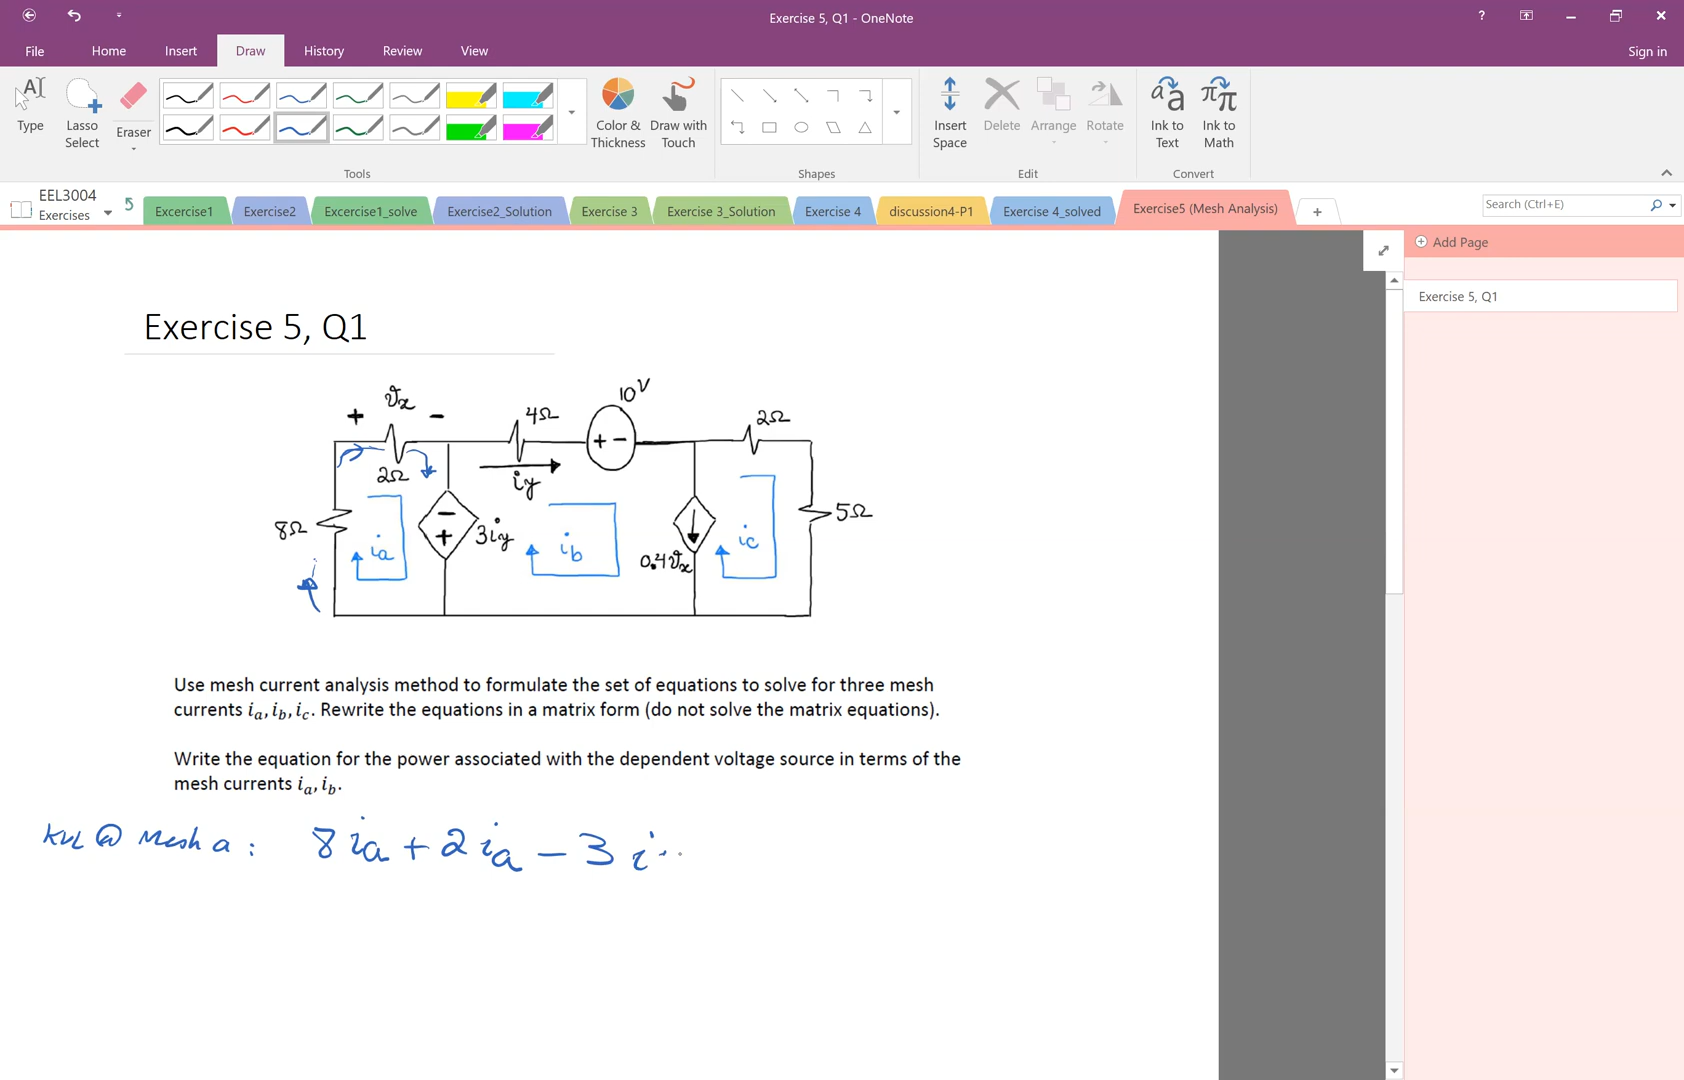 Exercise 5, Q1 - OneNote
?
File
Home
Insert
Draw
History
Review
View
Sign in
Type
Lasso Select
Eraser
Color & Thickness
Draw with Touch
Insert Space
Delete
Arrange
Rotate
Ink to Text
Ink to Math
Tools
Shapes
Edit
Convert
EEL3004
Exercises
Excercise1
Exercise2
Excercise1_solve
Exercise2_Solution
Exercise 3
Exercise 3_Solution
Exercise 4
discussion4-P1
Exercise 4_solved
Exercise5 (Mesh Analysis)
+
Search (Ctrl+E)
Add Page
Exercise 5, Q1
Exercise 5, Q1
+ 𝑣x -
4Ω
10V
2Ω
+ -
2Ω
iy
8Ω
ia
- +
3iy
ib
0.4𝑣x
ic
5Ω
i
Use mesh current analysis method to formulate the set of equations to solve for three mesh
currents iₐ, i_b, i_c. Rewrite the equations in a matrix form (do not solve the matrix equations).
Write the equation for the power associated with the dependent voltage source in terms of the
mesh currents iₐ, i_b.
KVL @ Mesh a : 8 ia + 2 ia - 3 i